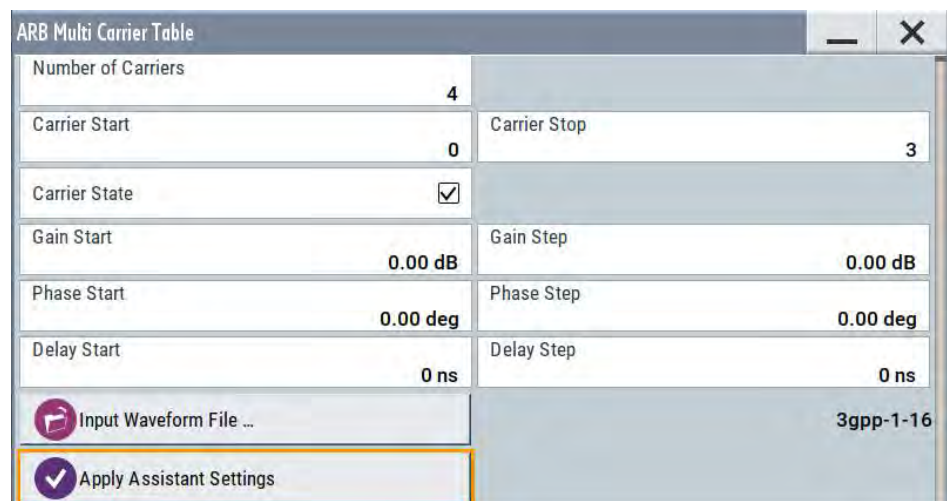 ARB Multi Carrier Table
Number of Carriers
4
Carrier Start
0
Carrier Stop
3
Carrier State
Gain Start
0.00 dB
Gain Step
0.00 dB
Phase Start
0.00 deg
Phase Step
0.00 deg
Delay Start
0 ns
Delay Step
0 ns
Input Waveform File ...
3gpp-1-16
Apply Assistant Settings